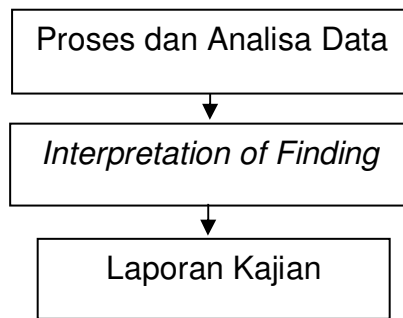 Proses dan Analisa Data
Interpretation of Finding
Laporan Kajian